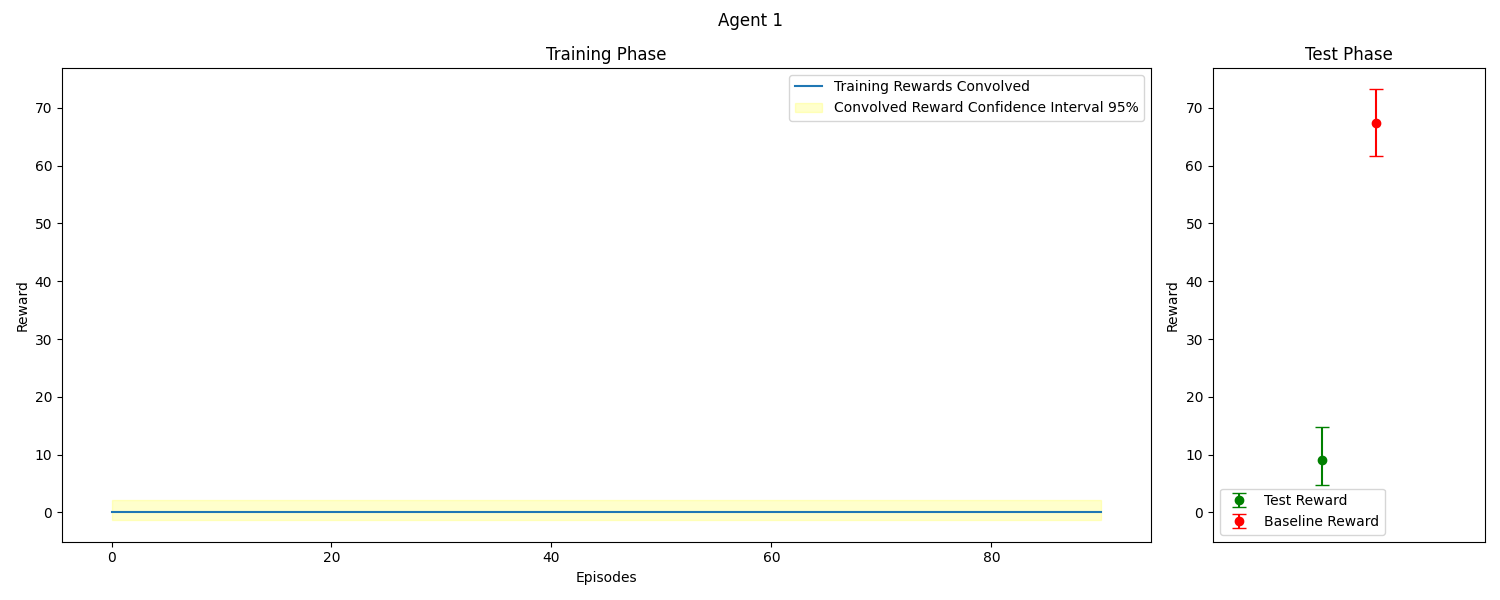 Agent 1
Training Phase
Training Rewards Convolved
Convolved Reward Confidence Interval 95%
Reward
70
60
50
40
30
20
10
0
0
20
40
60
80
Episodes
Test Phase
Reward
70
60
50
40
30
20
10
0
Test Reward
Baseline Reward